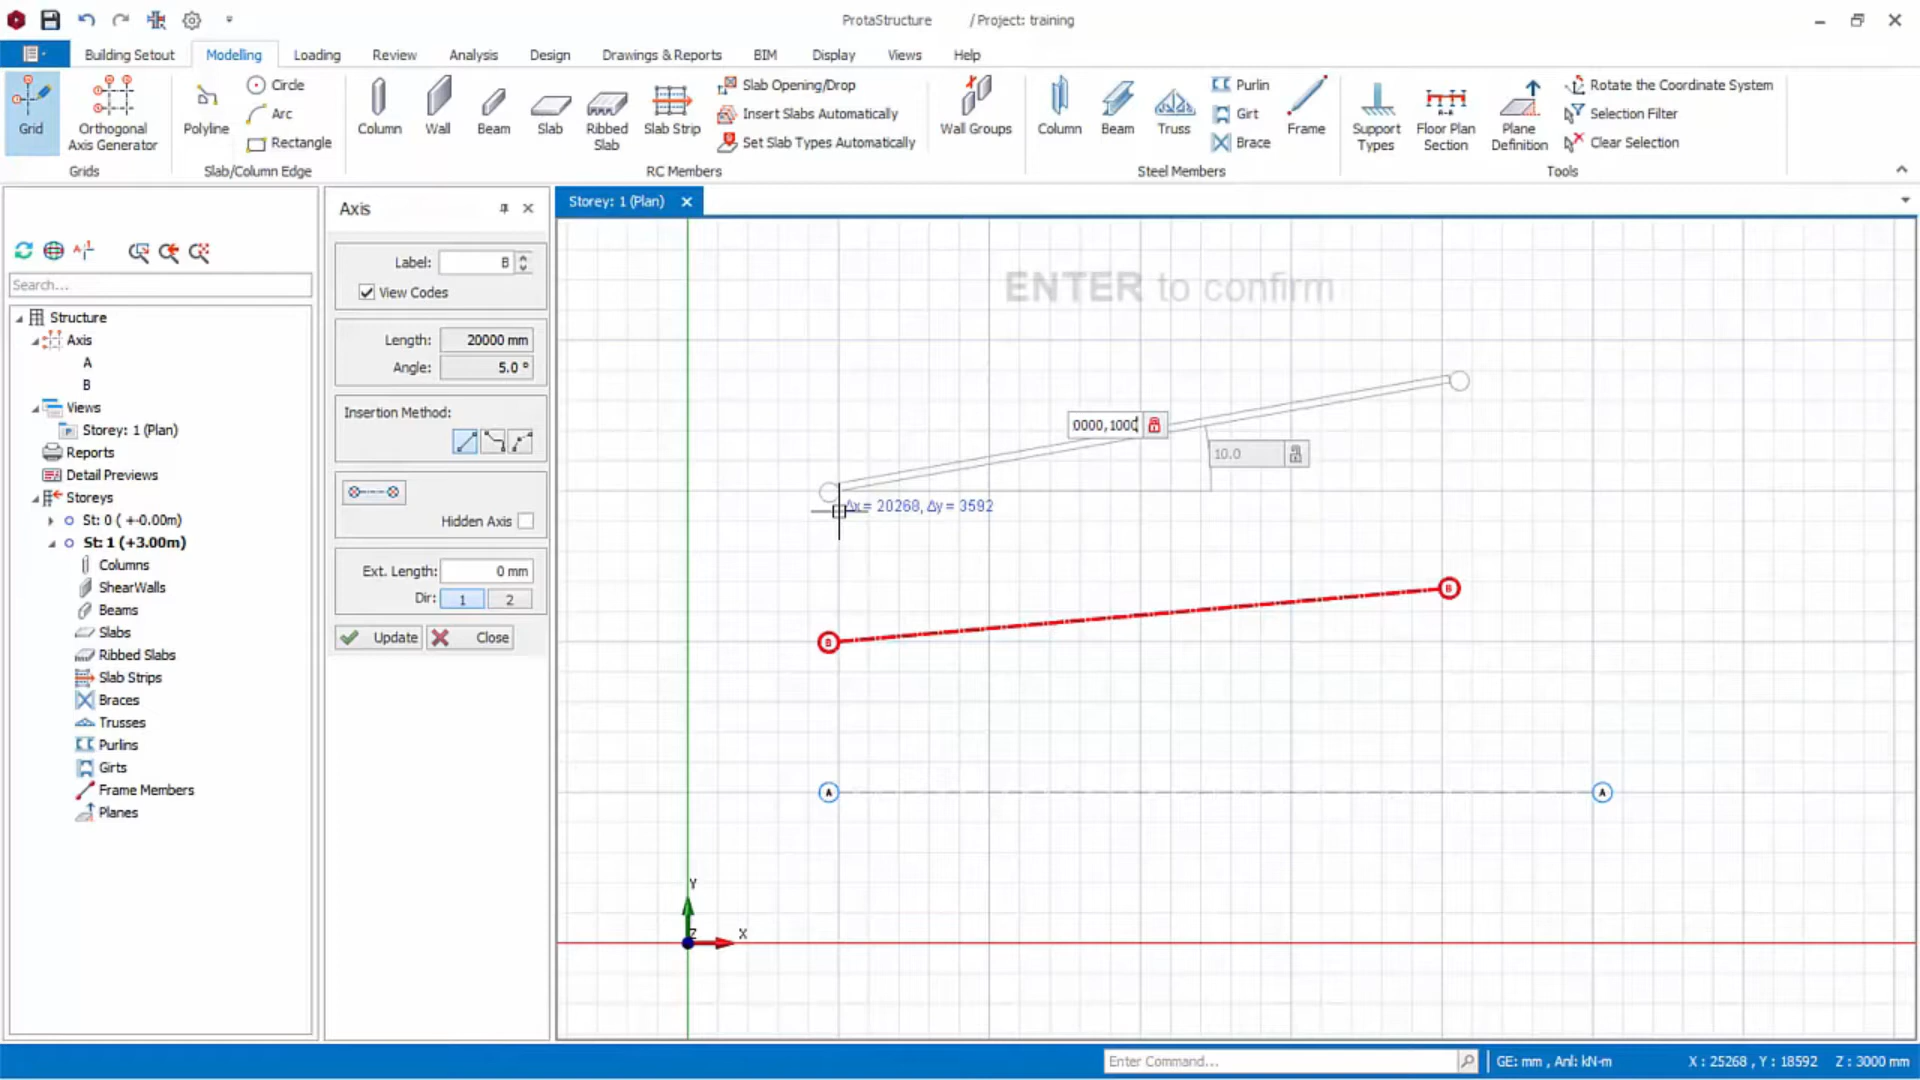 ProtaStructure / Project: training
Building Setout Modelling Loading Review Analysis Design Drawings & Reports BIM Display Views Help
Grid
Orthogonal
Axis Generator
Grids
Polyline
Circle
Arc
Rectangle
Slab/Column Edge
Column
Wall
Beam
Slab
Ribbed
Slab
Slab Strip
Slab Opening/Drop
Insert Slabs Automatically
Set Slab Types Automatically
RC Members
Wall Groups
Column
Beam
Truss
Purlin
Girt
Brace
Frame
Steel Members
Support
Types
Floor Plan
Section
Plane
Definition
Rotate the Coordinate System
Selection Filter
Clear Selection
Tools
Search...
Structure
Axis
A
B
Views
Storey: 1 (Plan)
Reports
Detail Previews
Storeys
St: 0 ( +-0.00m)
St: 1 (+3.00m)
Columns
ShearWalls
Beams
Slabs
Ribbed Slabs
Slab Strips
Braces
Trusses
Purlins
Girts
Frame Members
Planes
Axis
Label: B
View Codes
Length: 20000 mm
Angle: 5.0 °
Insertion Method:
Hidden Axis
Ext. Length: 0 mm
Dir: 1 2
Update Close
Storey: 1 (Plan)
ENTER to confirm
0000,1000
10.0
Δx = 20268, Δy = 3592
B
B
A
A
Y
Z
X
Enter Command...
GE: mm , Anl: kN-m
X : 25268 , Y : 18592 Z : 3000 mm